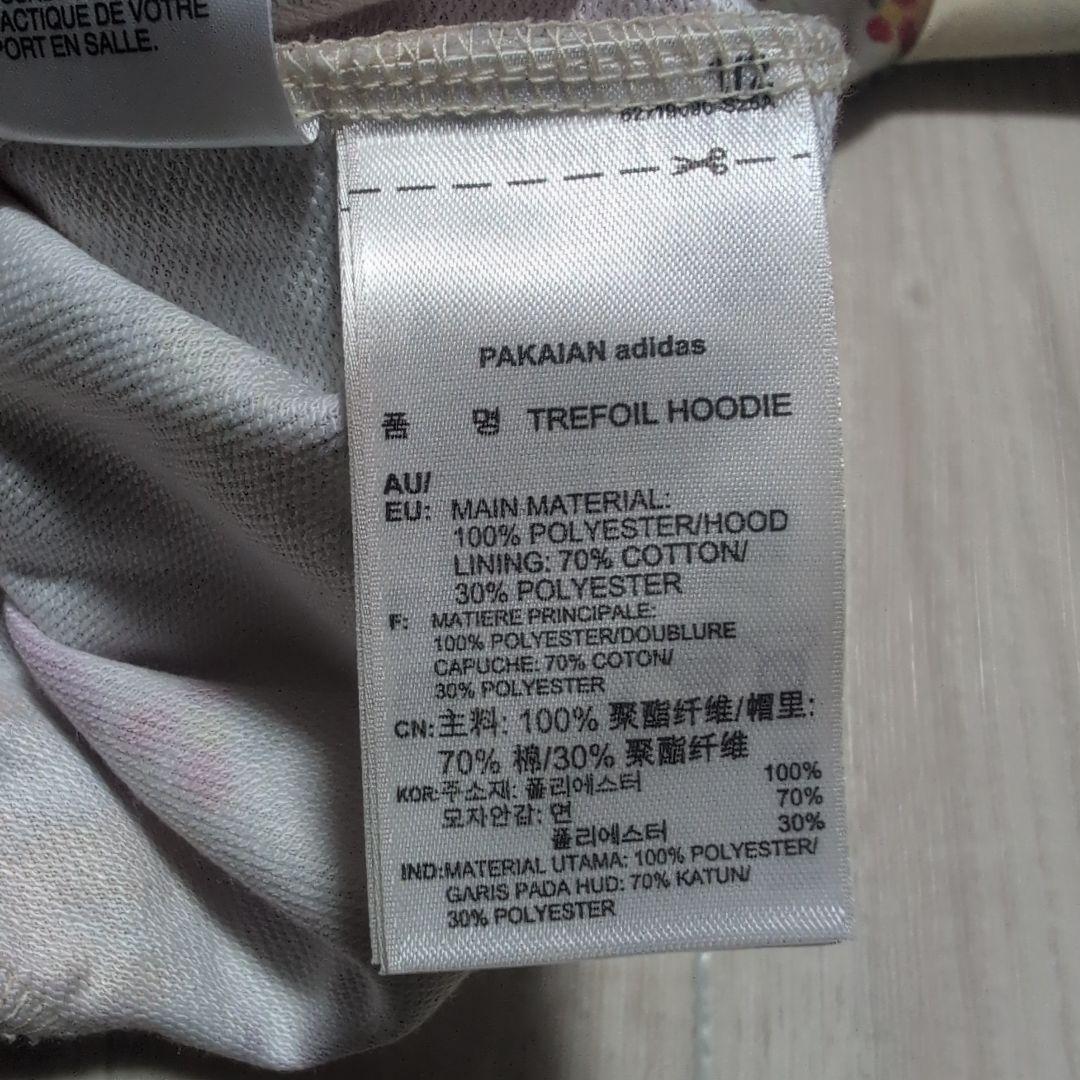 ACTIQUE DE VOTRE
PORT EN SALLE.
PAKAIAN adidas
품 명 TREFOIL HOODIE
AU/
EU: MAIN MATERIAL:
100% POLYESTER/HOOD
LINING: 70% COTTON/
30% POLYESTER
F: MATIERE PRINCIPALE:
100% POLYESTER/DOUBLURE
CAPUCHE: 70% COTON/
30% POLYESTER
CN: 主料: 100% 聚酯纤维/帽里:
70% 棉/30% 聚酯纤维
KOR: 주소재: 폴리에스터 100%
모자안감: 면 70%
폴리에스터 30%
IND: MATERIAL UTAMA: 100% POLYESTER/
GARIS PADA HUD: 70% KATUN/
30% POLYESTER